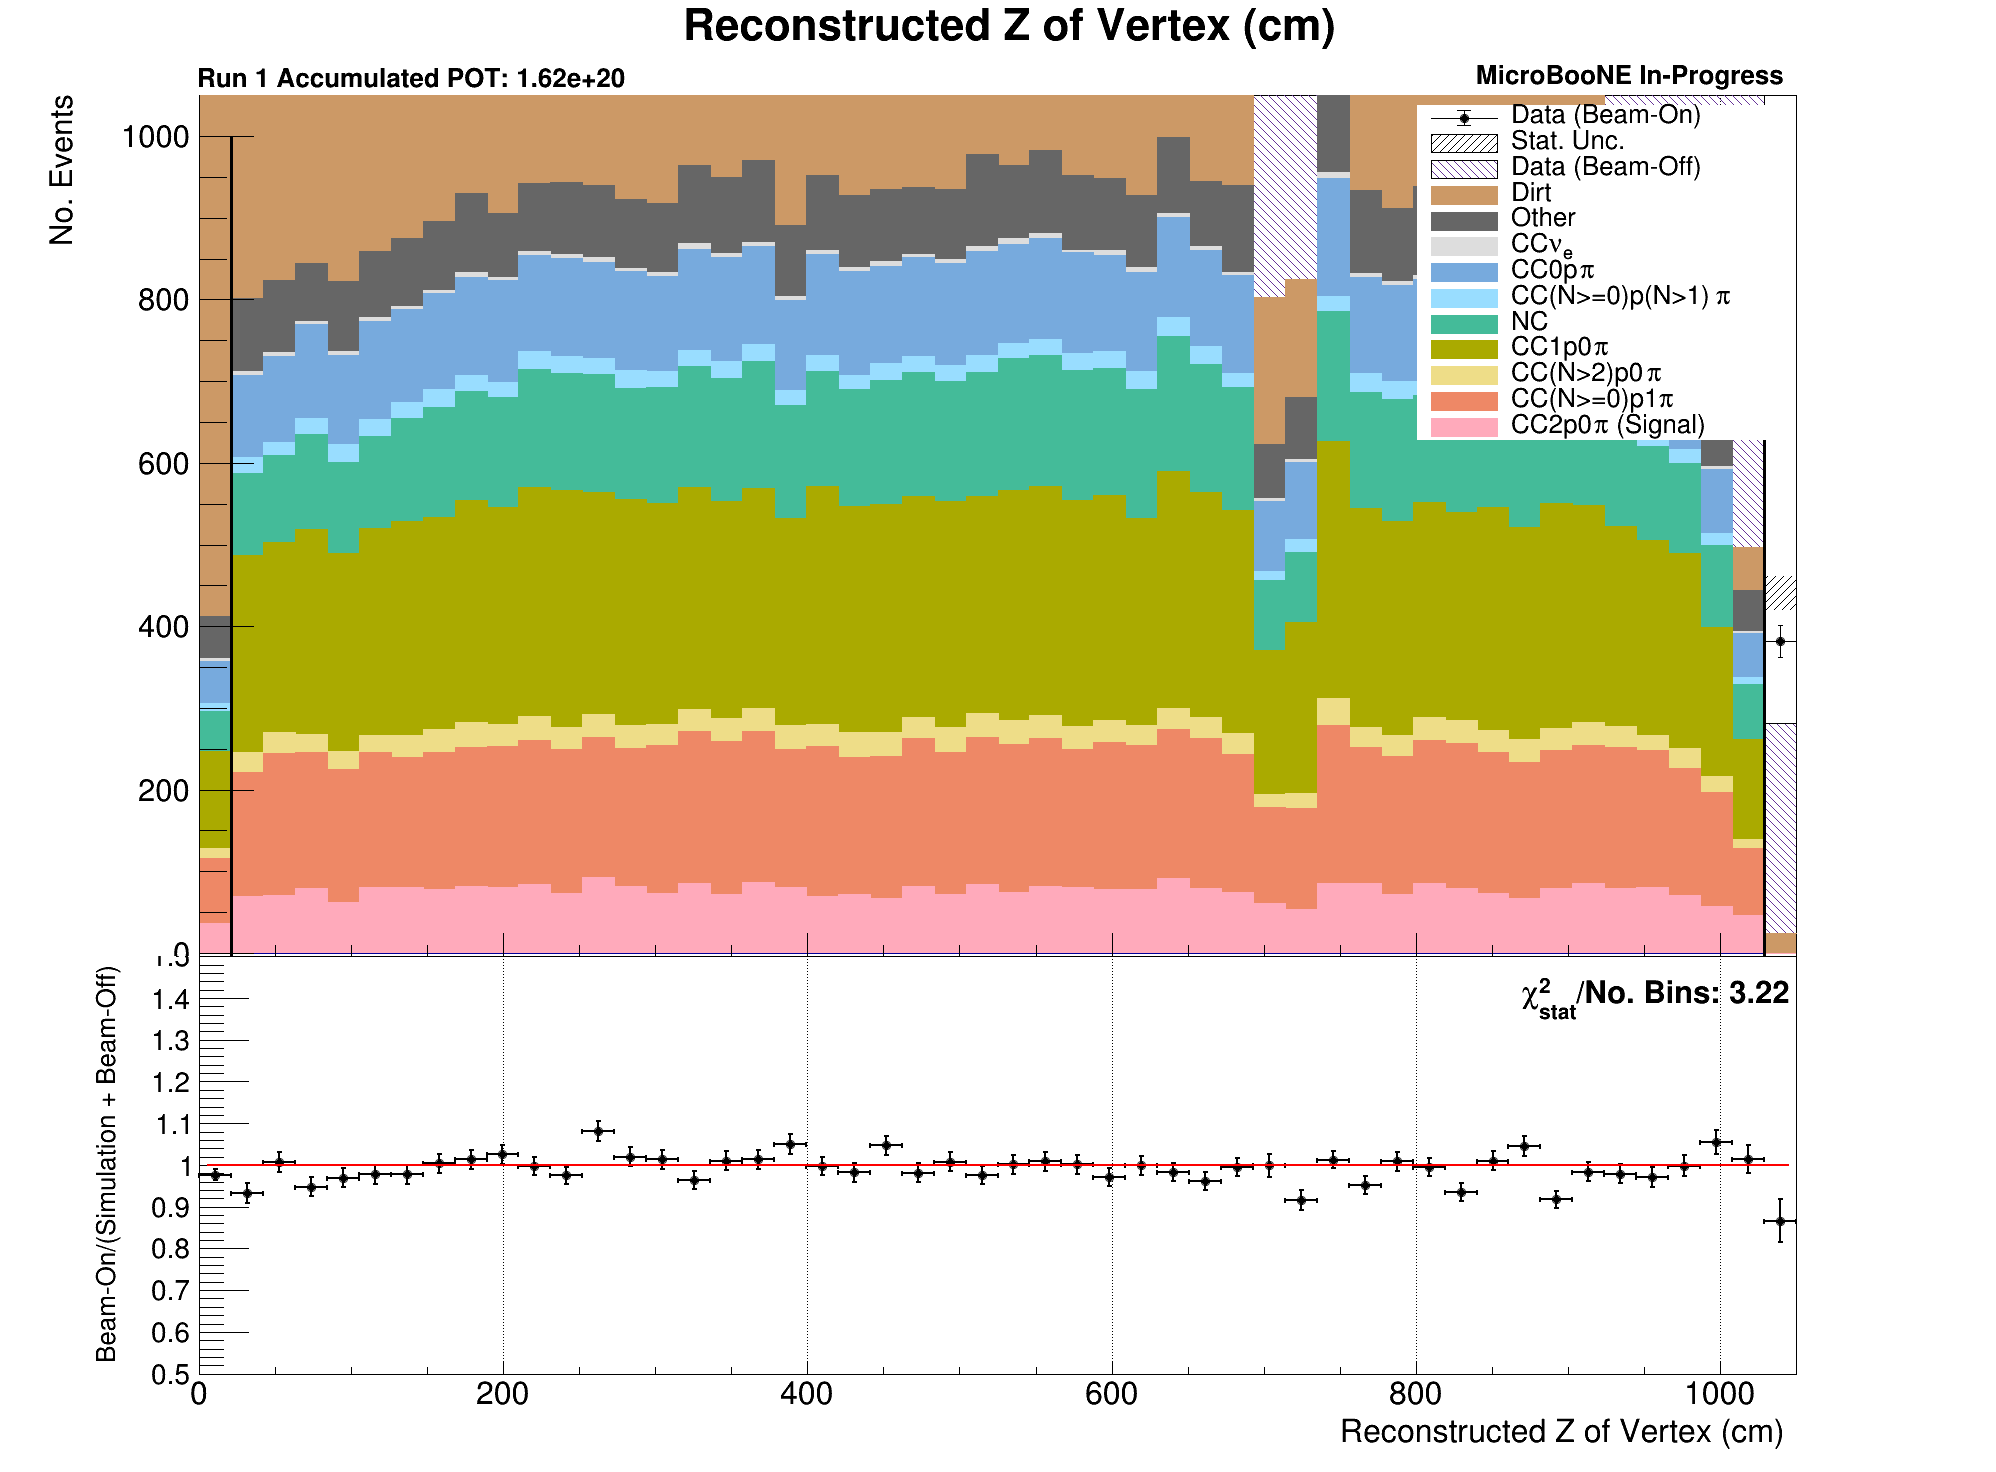 Reconstructed Z of Vertex (cm)
Run 1 Accumulated POT: 1.62e+20
MicroBooNE In-Progress
No. Events
1000
800
600
400
200
0
Data (Beam-On)
Stat. Unc.
Data (Beam-Off)
Dirt
Other
CCνe
CC0pπ
CC(N>=0)p(N>1) π
NC
CC1p0π
CC(N>2)p0π
CC(N>=0)p1π
CC2p0π (Signal)
Beam-On/(Simulation + Beam-Off)
1.5
1.4
1.3
1.2
1.1
1
0.9
0.8
0.7
0.6
0.5
χ²stat/No. Bins: 3.22
0 200 400 600 800 1000
Reconstructed Z of Vertex (cm)